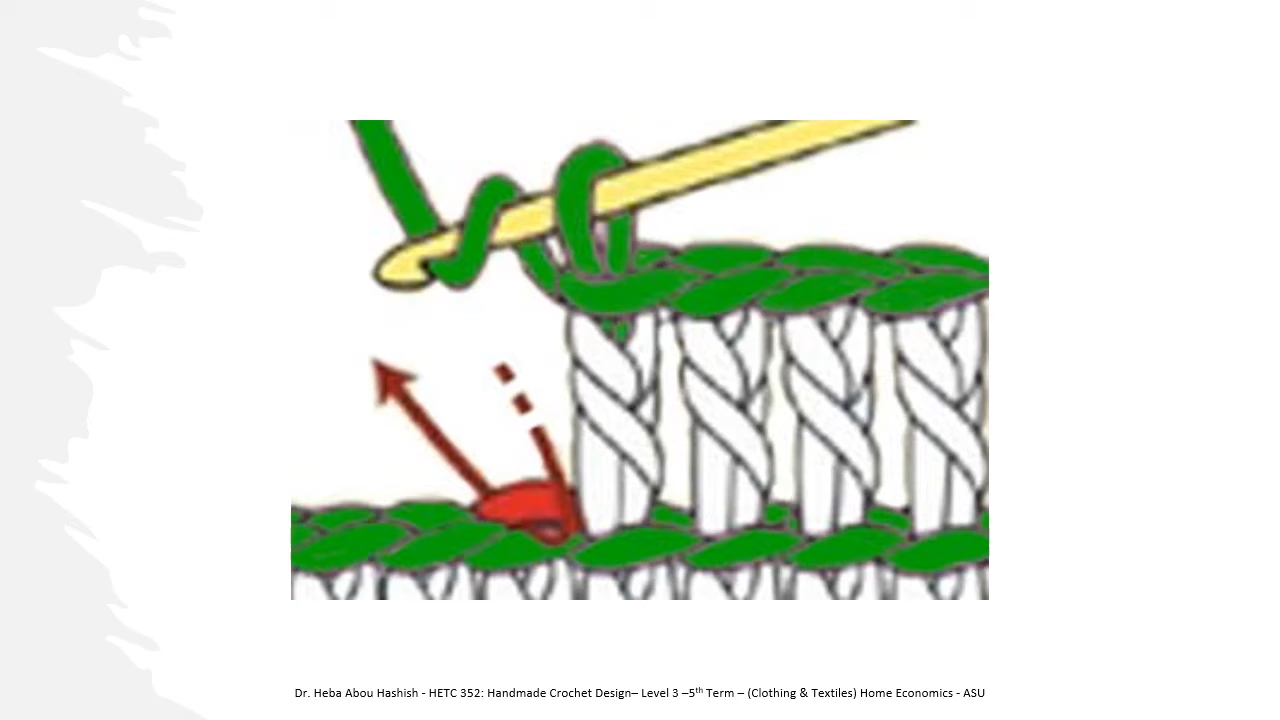 Dr. Heba Abou Hashish - HETC 352: Handmade Crochet Design– Level 3 –5th Term – (Clothing & Textiles) Home Economics - ASU